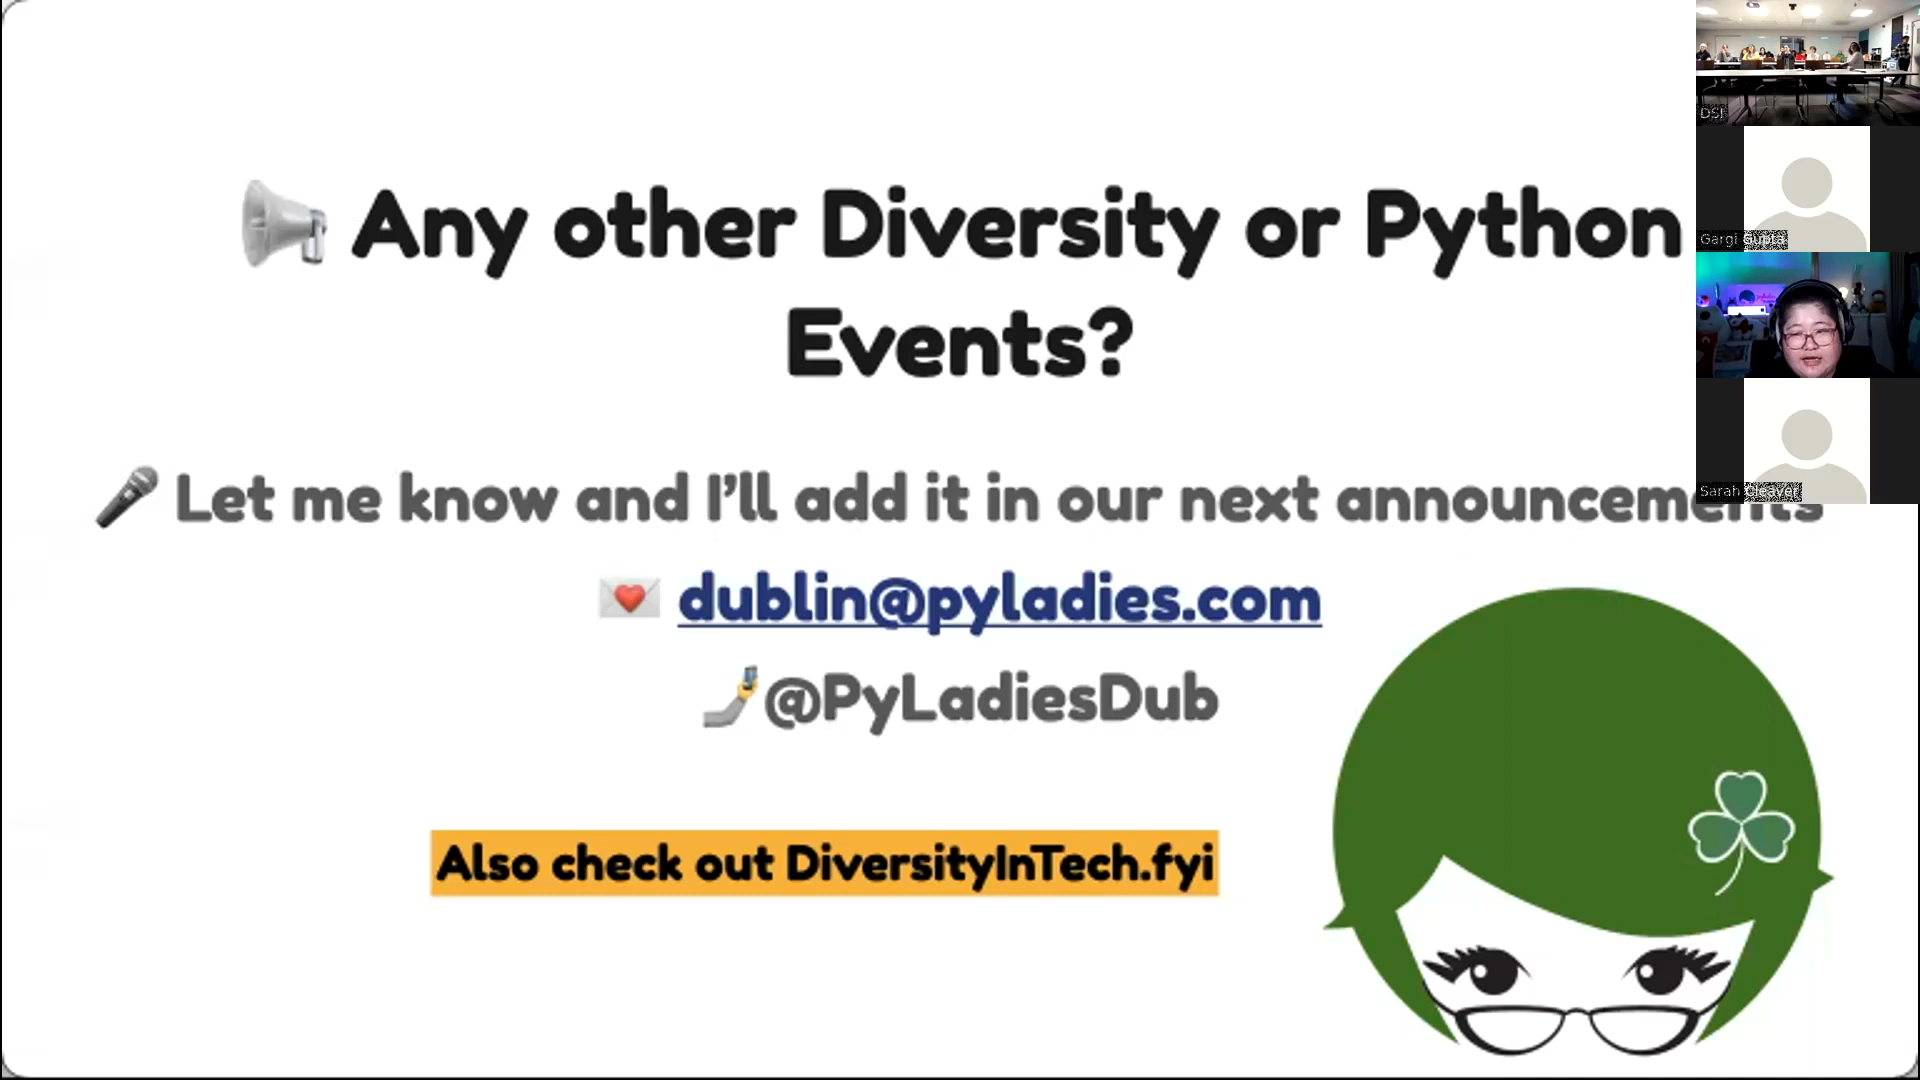 Any other Diversity or Python
Events?
Let me know and I'll add it in our next announcements
dublin@pyladies.com
@PyLadiesDub
Also check out DiversityInTech.fyi
DSI
Gargi Gupta
Sarah Cleaver